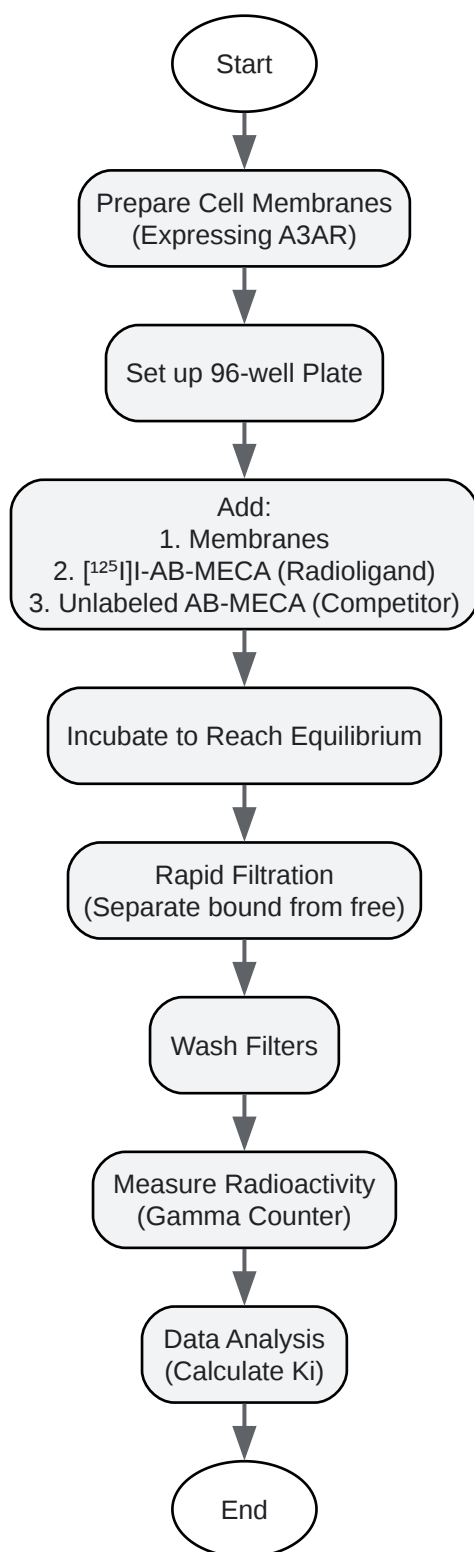 Start
Prepare Cell Membranes
(Expressing A3AR)
Set up 96-well Plate
Add:
1. Membranes
2. [¹²⁵I]I-AB-MECA (Radioligand)
3. Unlabeled AB-MECA (Competitor)
Incubate to Reach Equilibrium
Rapid Filtration
(Separate bound from free)
Wash Filters
Measure Radioactivity
(Gamma Counter)
Data Analysis
(Calculate Ki)
End